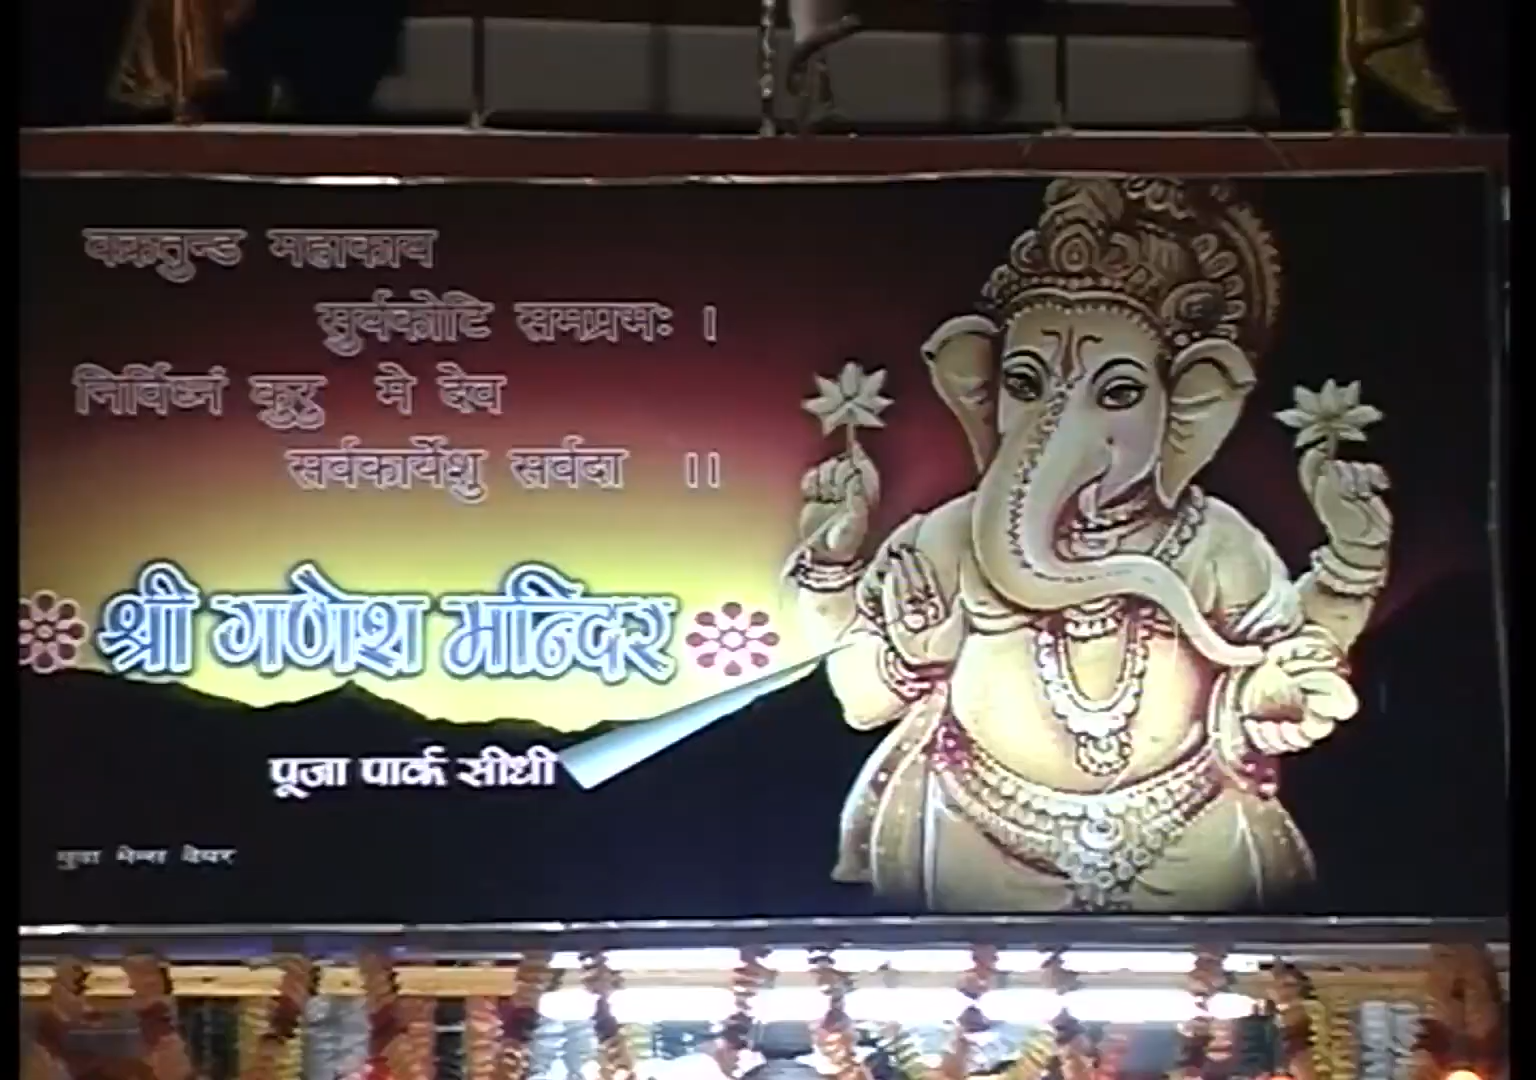 वक्रतुन्ड महाकाय
सुर्यकोटि समप्रभः ।
निर्विघ्नं कुरु मे देव
सर्वकार्येशु सर्वदा ।।
श्री गणेश मन्दिर
पूजा पार्क सीधी